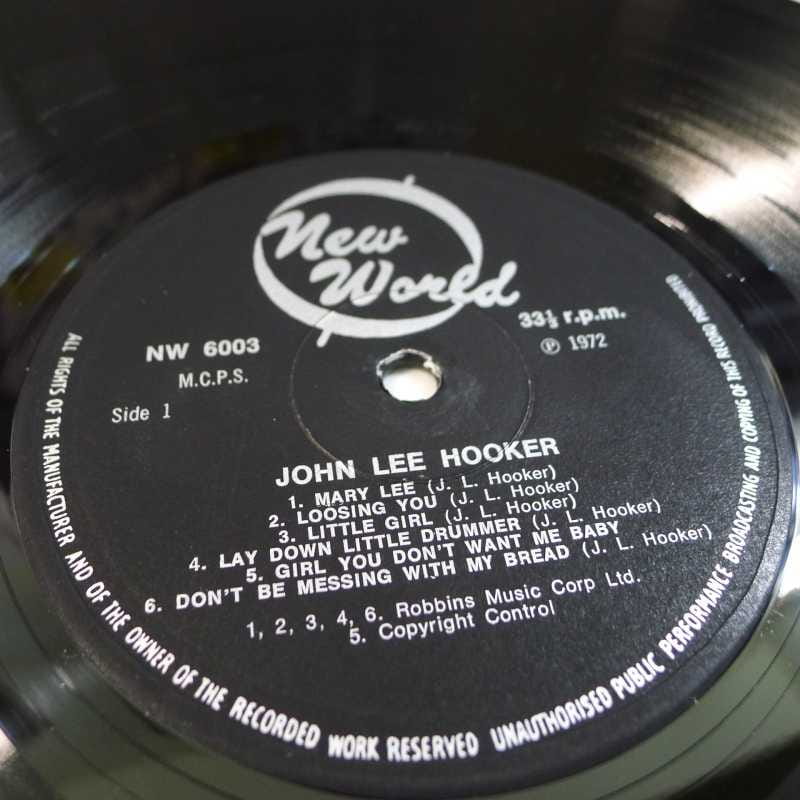 New
World
NW 6003
33⅓ r.p.m.
M.C.P.S.
Ⓟ 1972
Side 1
JOHN LEE HOOKER
1. MARY LEE (J. L. Hooker)
2. LOOSING YOU (J. L. Hooker)
3. LITTLE GIRL (J. L. Hooker)
4. LAY DOWN LITTLE DRUMMER (J. L. Hooker)
5. GIRL YOU DON'T WANT ME BABY
6. DON'T BE MESSING WITH MY BREAD (J. L. Hooker)
1, 2, 3, 4, 6. Robbins Music Corp Ltd.
5. Copyright Control
ALL RIGHTS OF THE MANUFACTURER AND OF THE OWNER OF THE RECORDED WORK RESERVED UNAUTHORISED PUBLIC PERFORMANCE BROADCASTING AND COPYING OF THIS RECORD PROHIBITED